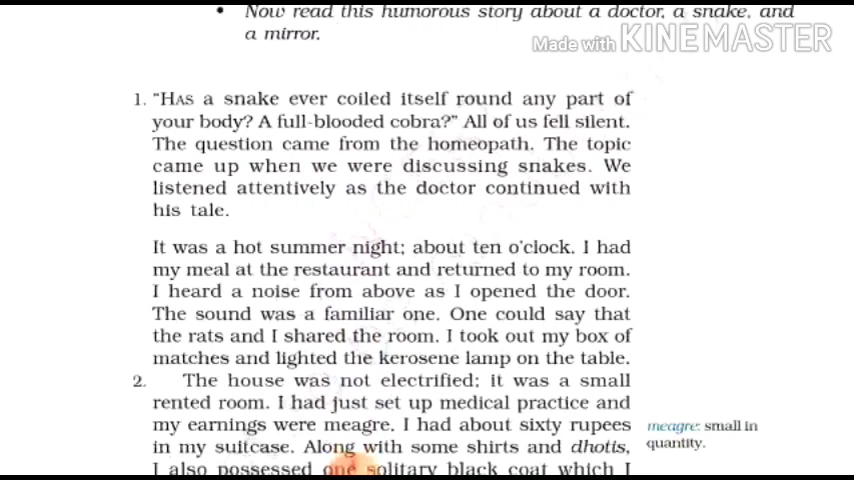 • Now read this humorous story about a doctor, a snake, and
a mirror.
Made with KINEMASTER
1. "HAS a snake ever coiled itself round any part of
your body? A full-blooded cobra?" All of us fell silent.
The question came from the homeopath. The topic
came up when we were discussing snakes. We
listened attentively as the doctor continued with
his tale.
It was a hot summer night; about ten o'clock. I had
my meal at the restaurant and returned to my room.
I heard a noise from above as I opened the door.
The sound was a familiar one. One could say that
the rats and I shared the room. I took out my box of
matches and lighted the kerosene lamp on the table.
2. The house was not electrified; it was a small
rented room. I had just set up medical practice and
my earnings were meagre. I had about sixty rupees
in my suitcase. Along with some shirts and dhotis,
I also possessed one solitary black coat which I
meagre: small in
quantity.